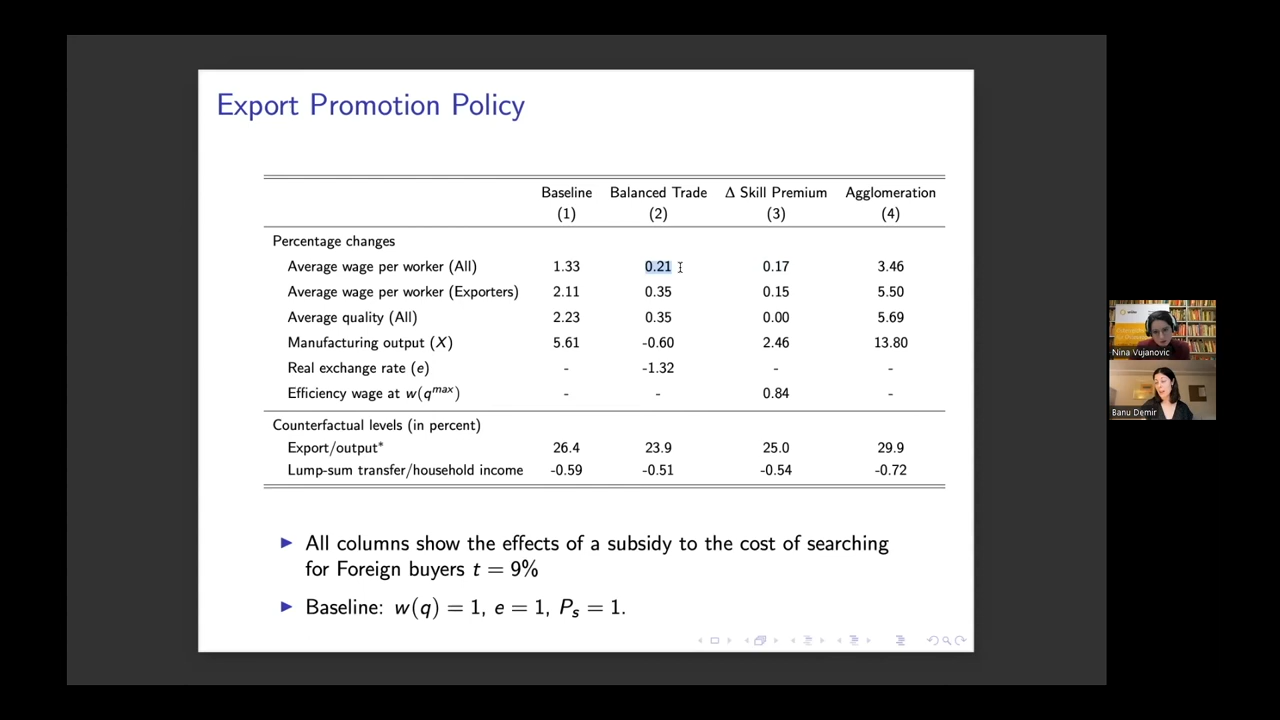 Export Promotion Policy
Baseline Balanced Trade Δ Skill Premium Agglomeration
(1) (2) (3) (4)
Percentage changes
Average wage per worker (All) 1.33 0.21 0.17 3.46
Average wage per worker (Exporters) 2.11 0.35 0.15 5.50
Average quality (All) 2.23 0.35 0.00 5.69
Manufacturing output (X) 5.61 -0.60 2.46 13.80
Real exchange rate (e) - -1.32 - -
Efficiency wage at w(q^max) - - 0.84 -
Counterfactual levels (in percent)
Export/output* 26.4 23.9 25.0 29.9
Lump-sum transfer/household income -0.59 -0.51 -0.54 -0.72
All columns show the effects of a subsidy to the cost of searching
for Foreign buyers t = 9%
Baseline: w(q) = 1, e = 1, P_s = 1.
Nina Vujanovic
Banu Demir